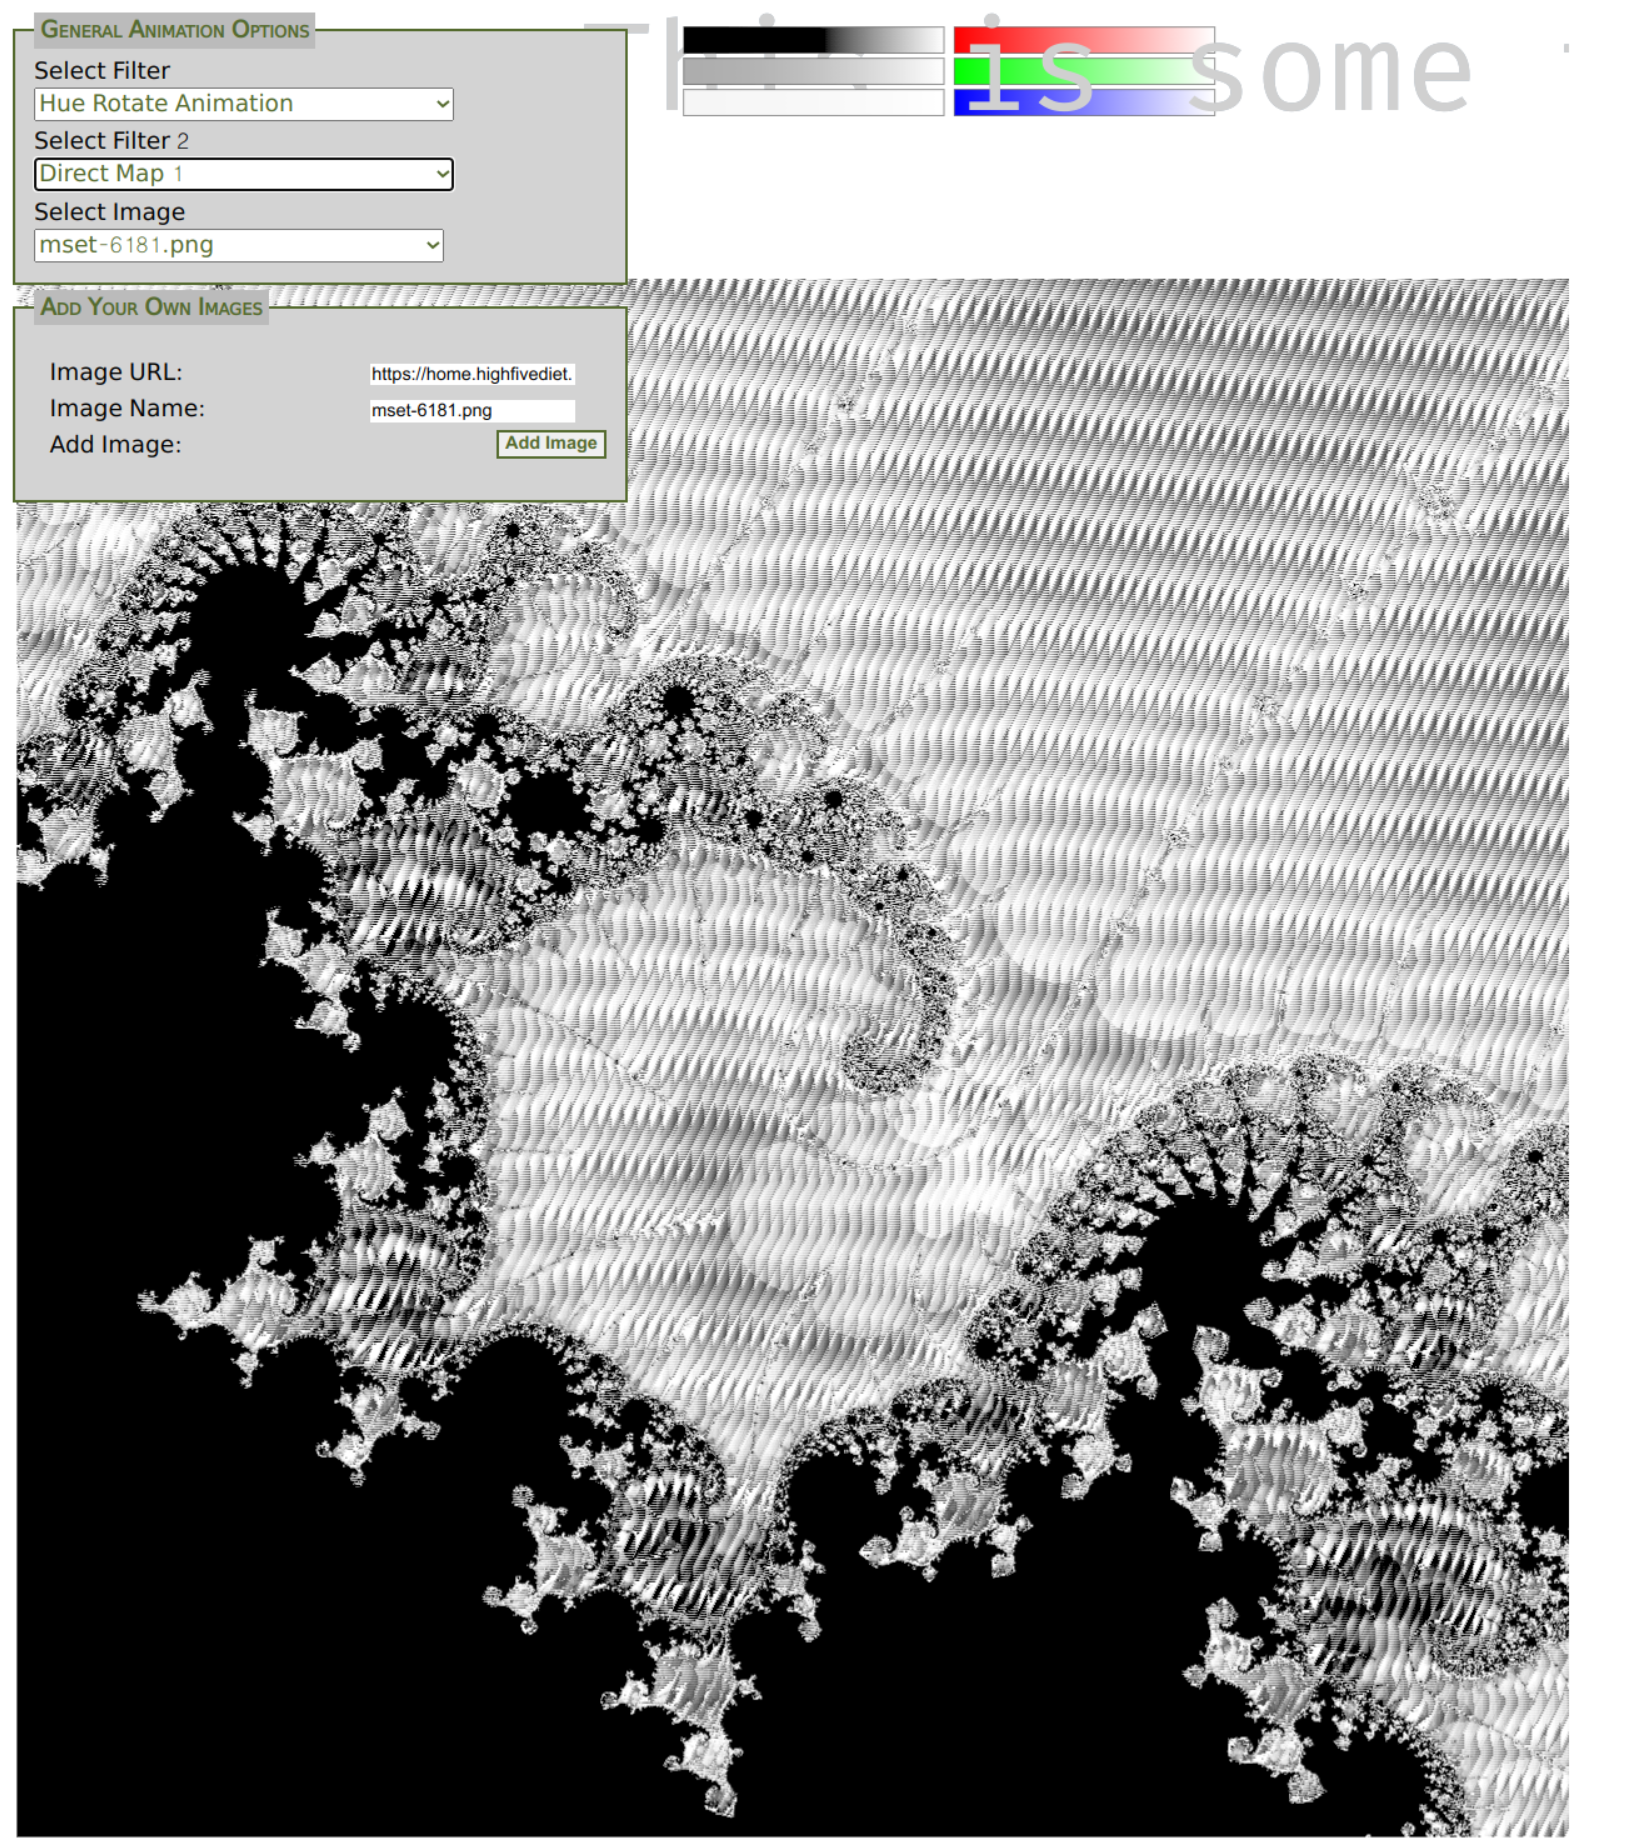 General Animation Options
This is some
Select Filter
Hue Rotate Animation
Select Filter 2
Direct Map 1
Select Image
mset-6181.png
Add Your Own Images
Image URL: https://home.highfivediet.
Image Name: mset-6181.png
Add Image: Add Image